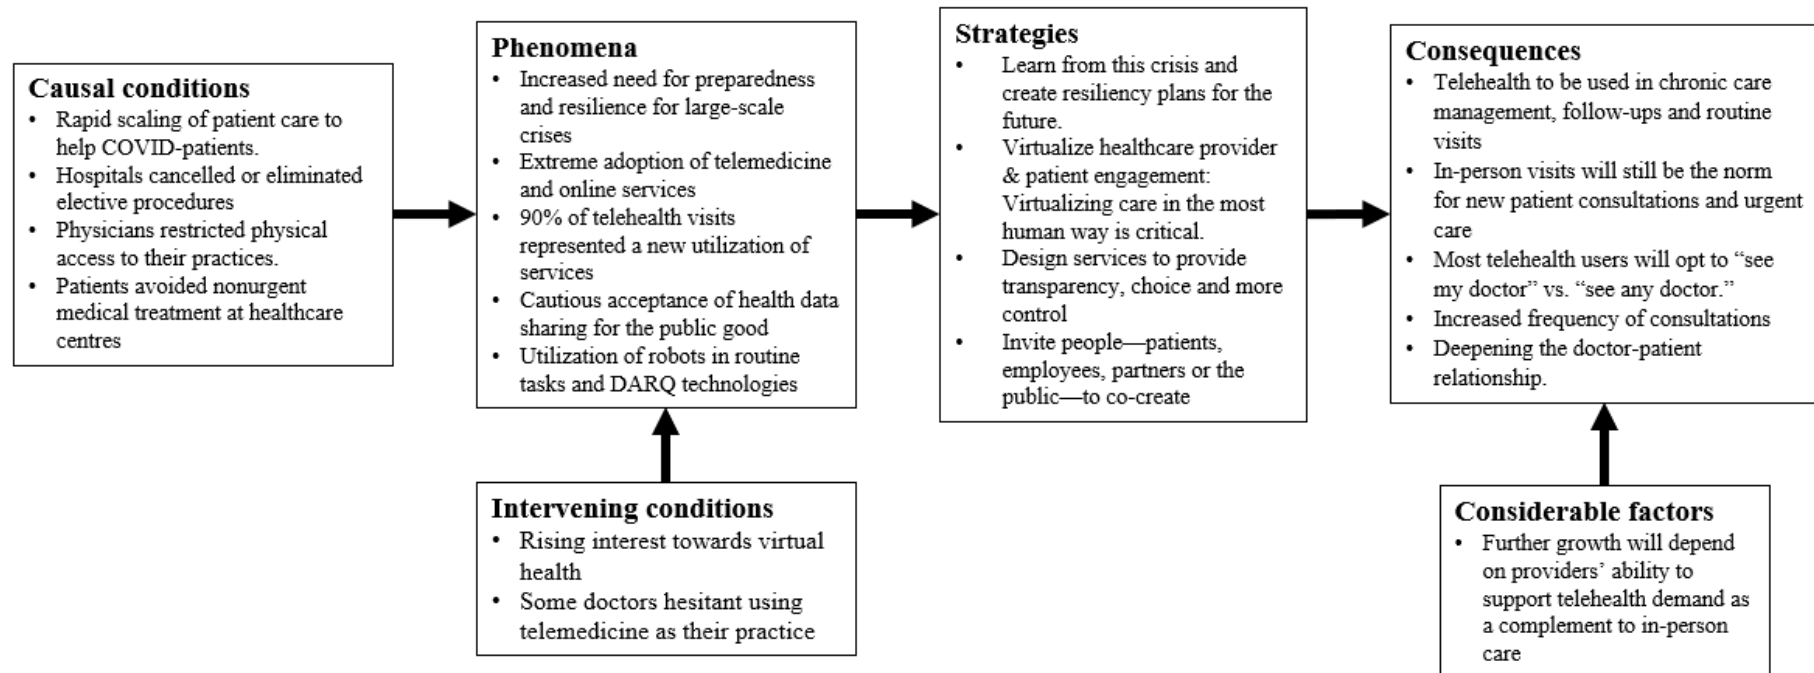 Causal conditions
• Rapid scaling of patient care to
help COVID-patients.
• Hospitals cancelled or eliminated
elective procedures
• Physicians restricted physical
access to their practices.
• Patients avoided nonurgent
medical treatment at healthcare
centres
Phenomena
• Increased need for preparedness
and resilience for large-scale
crises
• Extreme adoption of telemedicine
and online services
• 90% of telehealth visits
represented a new utilization of
services
• Cautious acceptance of health data
sharing for the public good
• Utilization of robots in routine
tasks and DARQ technologies
Strategies
• Learn from this crisis and
create resiliency plans for the
future.
• Virtualize healthcare provider
& patient engagement:
Virtualizing care in the most
human way is critical.
• Design services to provide
transparency, choice and more
control
• Invite people—patients,
employees, partners or the
public—to co-create
Consequences
• Telehealth to be used in chronic care
management, follow-ups and routine
visits
• In-person visits will still be the norm
for new patient consultations and urgent
care
• Most telehealth users will opt to “see
my doctor” vs. “see any doctor.”
• Increased frequency of consultations
• Deepening the doctor-patient
relationship.
Intervening conditions
• Rising interest towards virtual
health
• Some doctors hesitant using
telemedicine as their practice
Considerable factors
• Further growth will depend
on providers’ ability to
support telehealth demand as
a complement to in-person
care